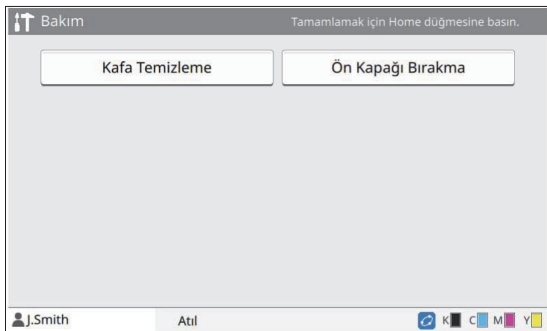 Bakım
Tamamlamak için Home düğmesine basın.
Kafa Temizleme
Ön Kapağı Bırakma
J.Smith
Atıl
K C M Y